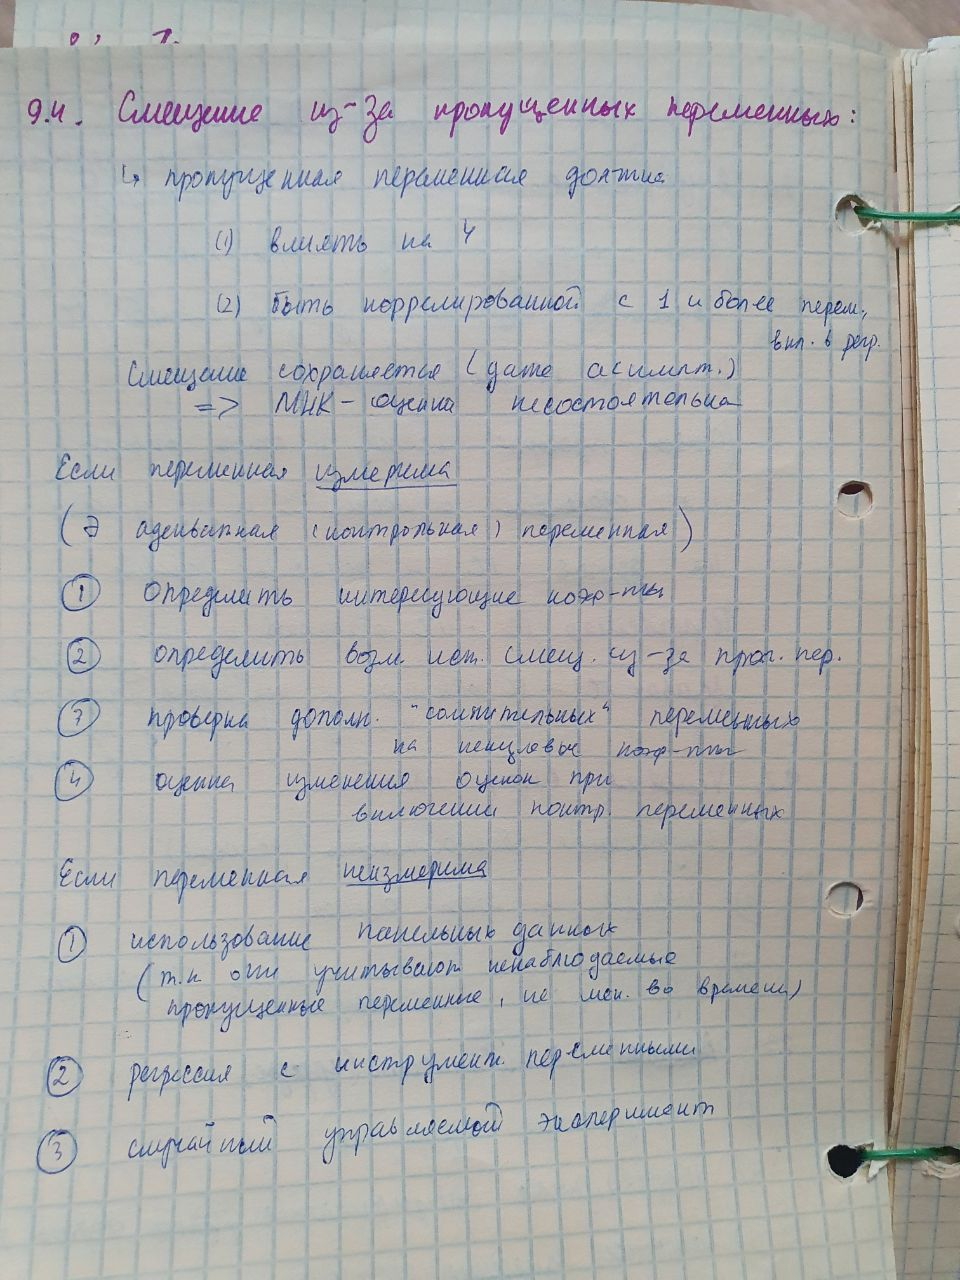 9.4. Смещение из-за пропущенных переменных:
↳ пропущенная переменная должна
(1) влиять на Y
(2) быть коррелированной с 1 и более перем.,
вкл. в регр.
Смещение сохраняется (даже асимпт.)
=> МНК-оценка несостоятельна
Если переменная измерима
(∃ адекватная (контрольная) переменная)
① определить интересующие коэф-ты
② определить возм. ист. смещ. из-за проп. пер.
③ проверка дополн. "сомнительных" переменных
на ненулевые коэф-ты
④ оценка изменения оценок при
включении контр. переменных
Если переменная неизмерима
① использование панельных данных
(т.к они учитывают ненаблюдаемые
пропущенные переменные, не мен. во времени)
② регрессия с инструмент. переменными
③ случайный управляемый эксперимент